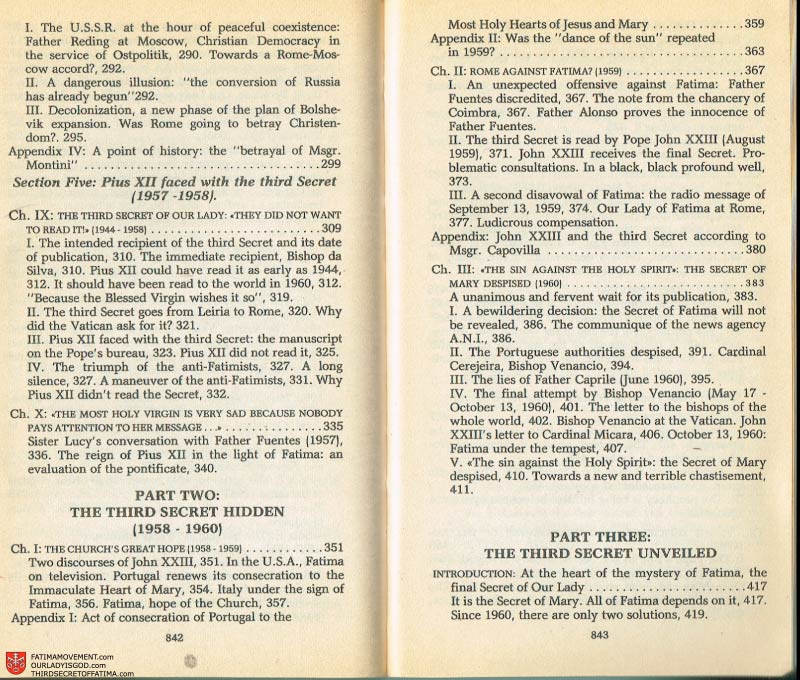 I. The U.S.S.R. at the hour of peaceful coexistence:
Father Reding at Moscow, Christian Democracy in
the service of Ostpolitik, 290. Towards a Rome-Mos-
cow accord?, 292.
II. A dangerous illusion: "the conversion of Russia
has already begun"292.
III. Decolonization, a new phase of the plan of Bolshe-
vik expansion. Was Rome going to betray Christen-
dom?. 295.
Appendix IV: A point of history: the "betrayal of Msgr.
Montini" ..............................299
Section Five: Pius XII faced with the third Secret
(1957 -1958).
Ch. IX: THE THIRD SECRET OF OUR LADY: «THEY DID NOT WANT
TO READ IT!» (1944 - 1958) ......................309
I. The intended recipient of the third Secret and its date
of publication, 310. The immediate recipient, Bishop da
Silva, 310. Pius XII could have read it as early as 1944,
312. It should have been read to the world in 1960, 312.
"Because the Blessed Virgin wishes it so", 319.
II. The third Secret goes from Leiria to Rome, 320. Why
did the Vatican ask for it? 321.
III. Pius XII faced with the third Secret: the manuscript
on the Pope's bureau, 323. Pius XII did not read it, 325.
IV. The triumph of the anti-Fatimists, 327. A long
silence, 327. A maneuver of the anti-Fatimists, 331. Why
Pius XII didn't read the Secret, 332.
Ch. X: «THE MOST HOLY VIRGIN IS VERY SAD BECAUSE NOBODY
PAYS ATTENTION TO HER MESSAGE ...» ...............335
Sister Lucy's conversation with Father Fuentes (1957),
336. The reign of Pius XII in the light of Fatima: an
evaluation of the pontificate, 340.
PART TWO:
THE THIRD SECRET HIDDEN
(1958 - 1960)
Ch. I: THE CHURCH'S GREAT HOPE (1958 - 1959) ...........351
Two discourses of John XXIII, 351. In the U.S.A., Fatima
on television. Portugal renews its consecration to the
Immaculate Heart of Mary, 354. Italy under the sign of
Fatima, 356. Fatima, hope of the Church, 357.
Appendix I: Act of consecration of Portugal to the
842
Most Holy Hearts of Jesus and Mary ............359
Appendix II: Was the "dance of the sun" repeated
in 1959? ..............................363
Ch. II: ROME AGAINST FATIMA? (1959) ..................367
I. An unexpected offensive against Fatima: Father
Fuentes discredited, 367. The note from the chancery of
Coimbra, 367. Father Alonso proves the innocence of
Father Fuentes.
II. The third Secret is read by Pope John XXIII (August
1959), 371. John XXIII receives the final Secret. Pro-
blematic consultations. In a black, black profound well,
373.
III. A second disavowal of Fatima: the radio message of
September 13, 1959, 374. Our Lady of Fatima at Rome,
377. Ludicrous compensation.
Appendix: John XXIII and the third Secret according to
Msgr. Capovilla ..........................380
Ch. III: «THE SIN AGAINST THE HOLY SPIRIT»: THE SECRET OF
MARY DESPISED (1960) ..........................383
A unanimous and fervent wait for its publication, 383.
I. A bewildering decision: the Secret of Fatima will not
be revealed, 386. The communique of the news agency
A.N.I., 386.
II. The Portuguese authorities despised, 391. Cardinal
Cerejeira, Bishop Venancio, 394.
III. The lies of Father Caprile (June 1960), 395.
IV. The final attempt by Bishop Venancio (May 17 -
October 13, 1960), 401. The letter to the bishops of the
whole world, 402. Bishop Venancio at the Vatican. John
XXIII's letter to Cardinal Micara, 406. October 13, 1960:
Fatima under the tempest, 407.
V. «The sin against the Holy Spirit»: the Secret of Mary
despised, 410. Towards a new and terrible chastisement,
411.
PART THREE:
THE THIRD SECRET UNVEILED
INTRODUCTION: At the heart of the mystery of Fatima, the
final Secret of Our Lady ....................417
It is the Secret of Mary. All of Fatima depends on it, 417.
Since 1960, there are only two solutions, 419.
843
FATIMAMOVEMENT.com
OURLADYISGOD.com
THIRDSECRETOFFATIMA.com